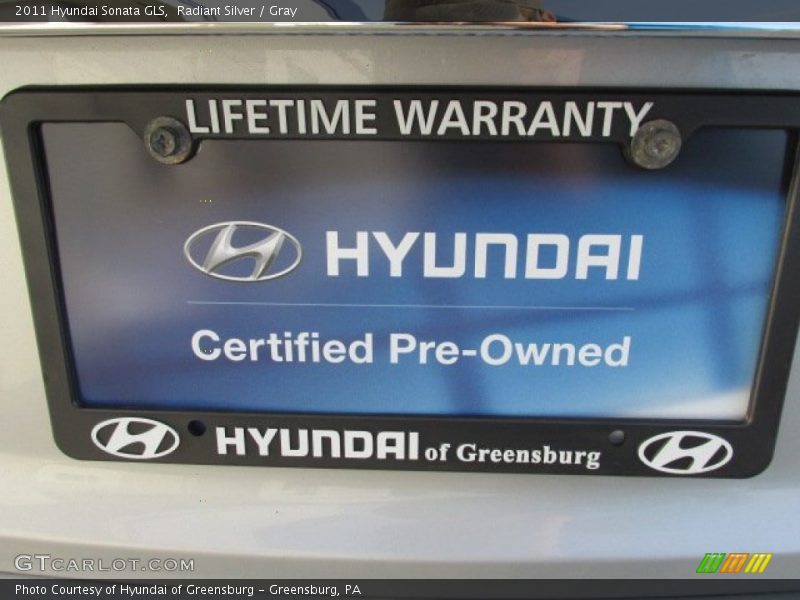 2011 Hyundai Sonata GLS, Radiant Silver / Gray
LIFETIME WARRANTY
HYUNDAI
Certified Pre-Owned
HYUNDAI of Greensburg
GTCARLOT.COM
Photo Courtesy of Hyundai of Greensburg - Greensburg, PA